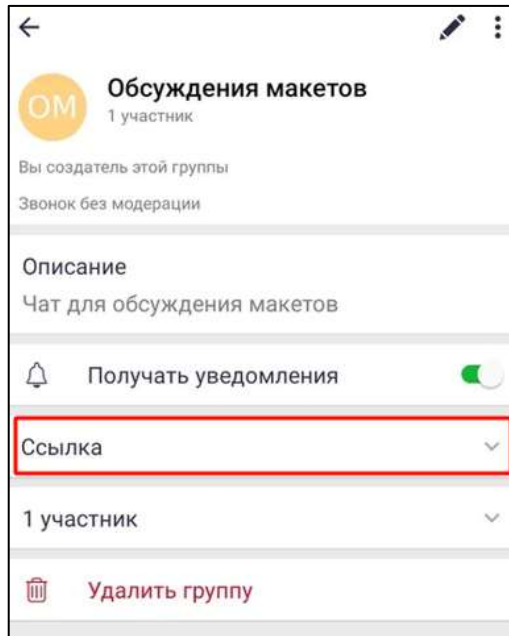 Обсуждения макетов
ОМ
1 участник
Вы создатель этой группы
Звонок без модерации
Описание
Чат для обсуждения макетов
Получать уведомления
Ссылка
1 участник
Удалить группу